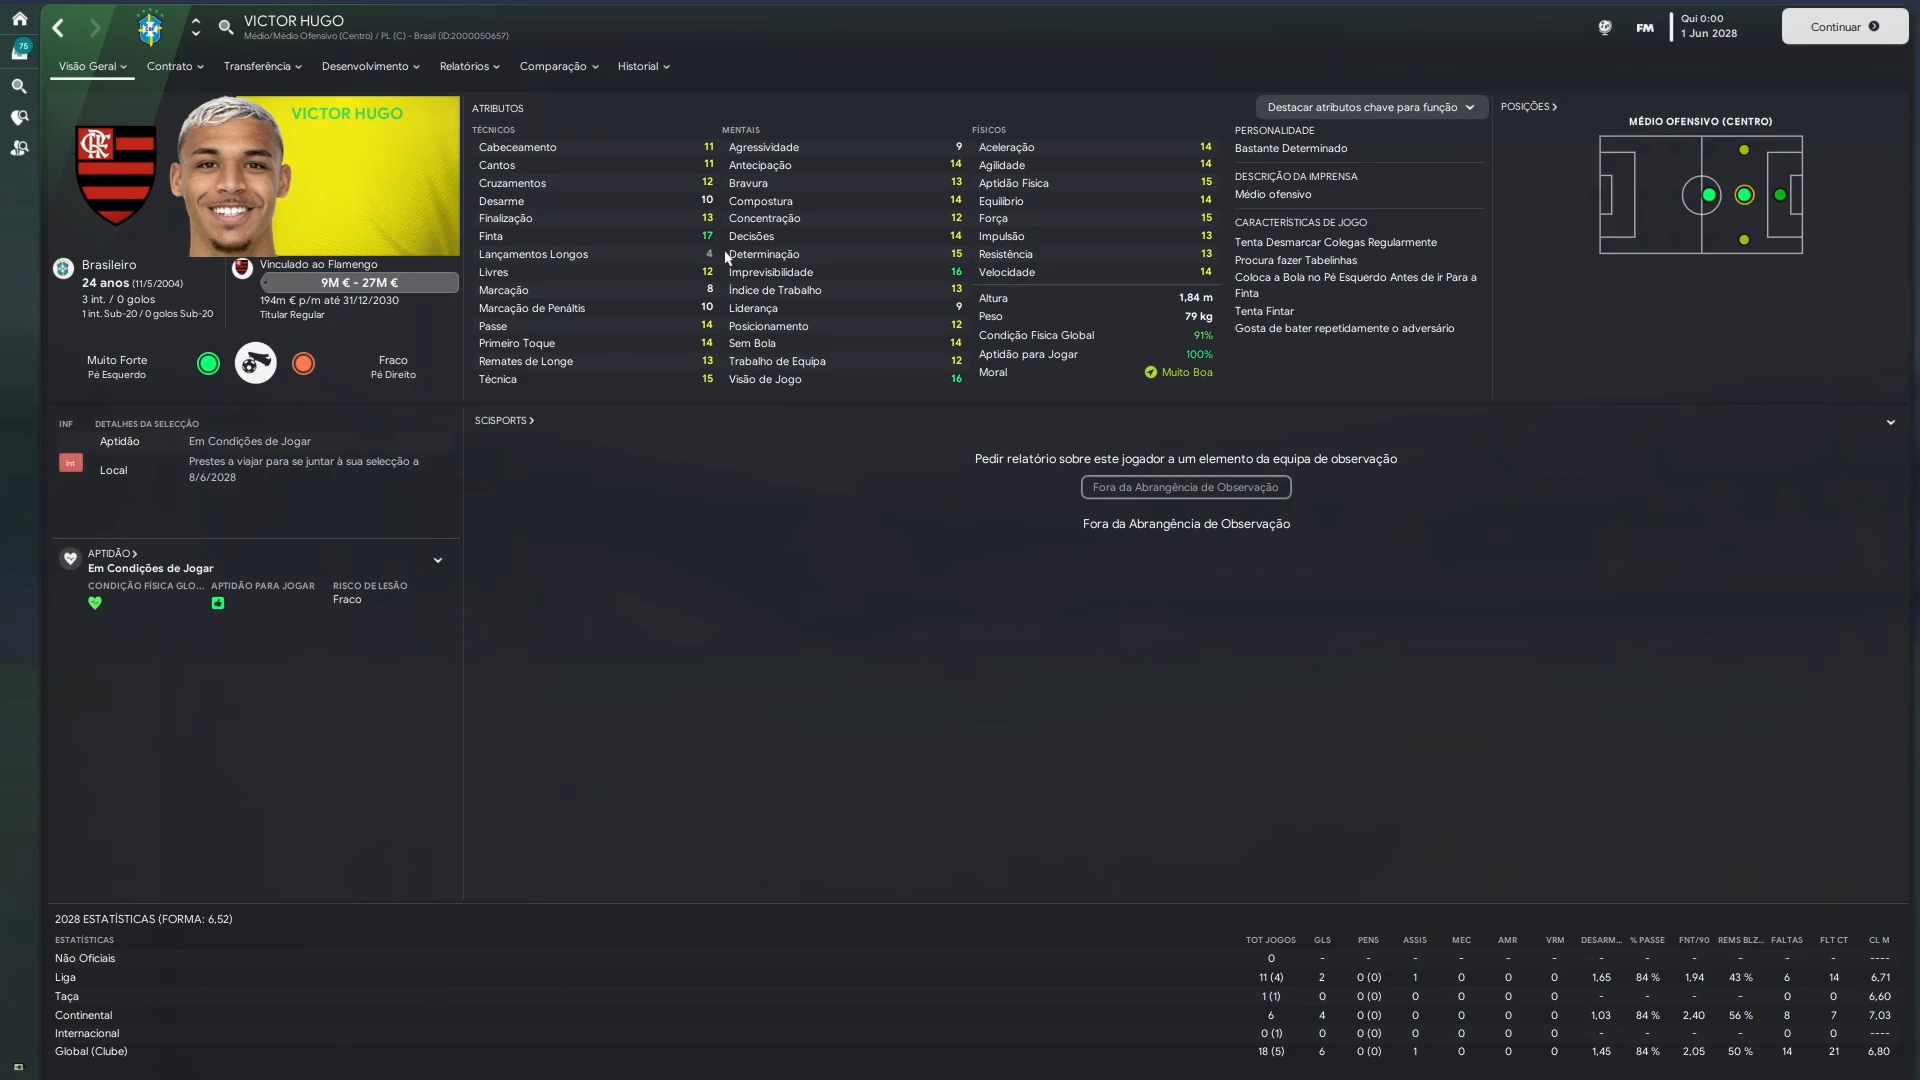 VICTOR HUGO
Médio/Médio Ofensivo (Centro) / PL (C) - Brasil (ID:2000050657)
75
FM
Qui 0:00
1 Jun 2028
Continuar
Visão Geral
Contrato
Transferência
Desenvolvimento
Relatórios
Comparação
Historial
VICTOR HUGO
Brasileiro
24 anos (11/5/2004)
3 int. / 0 golos
1 int. Sub-20 / 0 golos Sub-20
Vinculado ao Flamengo
9M € - 27M €
194m € p/m até 31/12/2030
Titular Regular
Muito Forte
Pé Esquerdo
Fraco
Pé Direito
ATRIBUTOS
Destacar atributos chave para função
TÉCNICOS
Cabeceamento 11
Cantos 11
Cruzamentos 12
Desarme 10
Finalização 13
Finta 17
Lançamentos Longos 4
Livres 12
Marcação 8
Marcação de Penáltis 10
Passe 14
Primeiro Toque 14
Remates de Longe 13
Técnica 15
MENTAIS
Agressividade 9
Antecipação 14
Bravura 13
Compostura 14
Concentração 12
Decisões 14
Determinação 15
Imprevisibilidade 16
Índice de Trabalho 13
Liderança 9
Posicionamento 12
Sem Bola 14
Trabalho de Equipa 12
Visão de Jogo 16
FÍSICOS
Aceleração 14
Agilidade 14
Aptidão Física 15
Equilíbrio 14
Força 15
Impulsão 13
Resistência 13
Velocidade 14
Altura 1,84 m
Peso 79 kg
Condição Física Global 91%
Aptidão para Jogar 100%
Moral Muito Boa
PERSONALIDADE
Bastante Determinado
DESCRIÇÃO DA IMPRENSA
Médio ofensivo
CARACTERÍSTICAS DE JOGO
Tenta Desmarcar Colegas Regularmente
Procura fazer Tabelinhas
Coloca a Bola no Pé Esquerdo Antes de ir Para a
Finta
Tenta Fintar
Gosta de bater repetidamente o adversário
POSIÇÕES
MÉDIO OFENSIVO (CENTRO)
INF DETALHES DA SELECÇÃO
Aptidão Em Condições de Jogar
Int
Local
Prestes a viajar para se juntar à sua selecção a
8/6/2028
APTIDÃO
Em Condições de Jogar
CONDIÇÃO FÍSICA GLO... APTIDÃO PARA JOGAR RISCO DE LESÃO
Fraco
SCISPORTS
Pedir relatório sobre este jogador a um elemento da equipa de observação
Fora da Abrangência de Observação
Fora da Abrangência de Observação
2028 ESTATÍSTICAS (FORMA: 6,52)
ESTATÍSTICAS TOT JOGOS GLS PENS ASSIS MEC AMR VRM DESARM... % PASSE FNT/90 REMS BLZ... FALTAS FLT CT CL M
Não Oficiais 0 - - - - - - - - - - - - ----
Liga 11 (4) 2 0 (0) 1 0 0 0 1,65 84 % 1,94 43 % 6 14 6,71
Taça 1 (1) 0 0 (0) 0 0 0 0 - - - - 0 0 6,60
Continental 6 4 0 (0) 0 0 0 0 1,03 84 % 2,40 56 % 8 7 7,03
Internacional 0 (1) 0 0 (0) 0 0 0 0 - - - - 0 0 ----
Global (Clube) 18 (5) 6 0 (0) 1 0 0 0 1,45 84 % 2,05 50 % 14 21 6,80